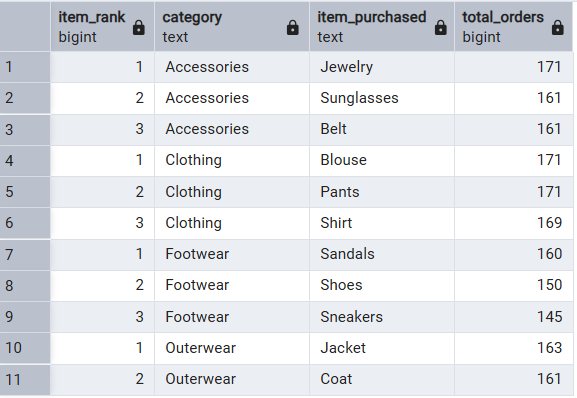 item_rank category item_purchased total_orders
bigint text text bigint
1 1 Accessories Jewelry 171
2 2 Accessories Sunglasses 161
3 3 Accessories Belt 161
4 1 Clothing Blouse 171
5 2 Clothing Pants 171
6 3 Clothing Shirt 169
7 1 Footwear Sandals 160
8 2 Footwear Shoes 150
9 3 Footwear Sneakers 145
10 1 Outerwear Jacket 163
11 2 Outerwear Coat 161